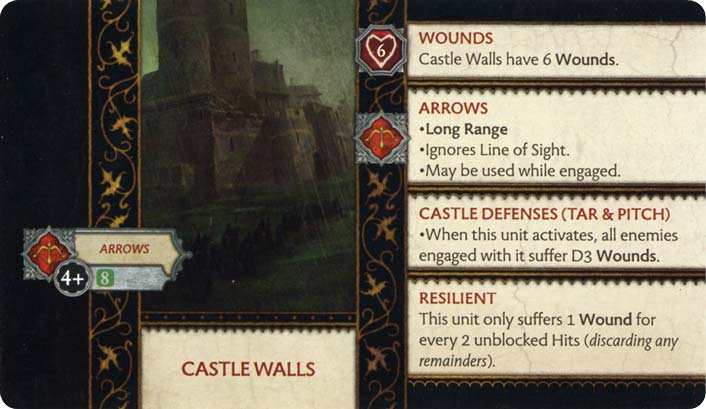 WOUNDS
6
Castle Walls have 6 Wounds.
ARROWS
•Long Range
•Ignores Line of Sight.
•May be used while engaged.
CASTLE DEFENSES (TAR & PITCH)
•When this unit activates, all enemies
engaged with it suffer D3 Wounds.
RESILIENT
This unit only suffers 1 Wound for
every 2 unblocked Hits (discarding any
remainders).
ARROWS
4+ 8
CASTLE WALLS